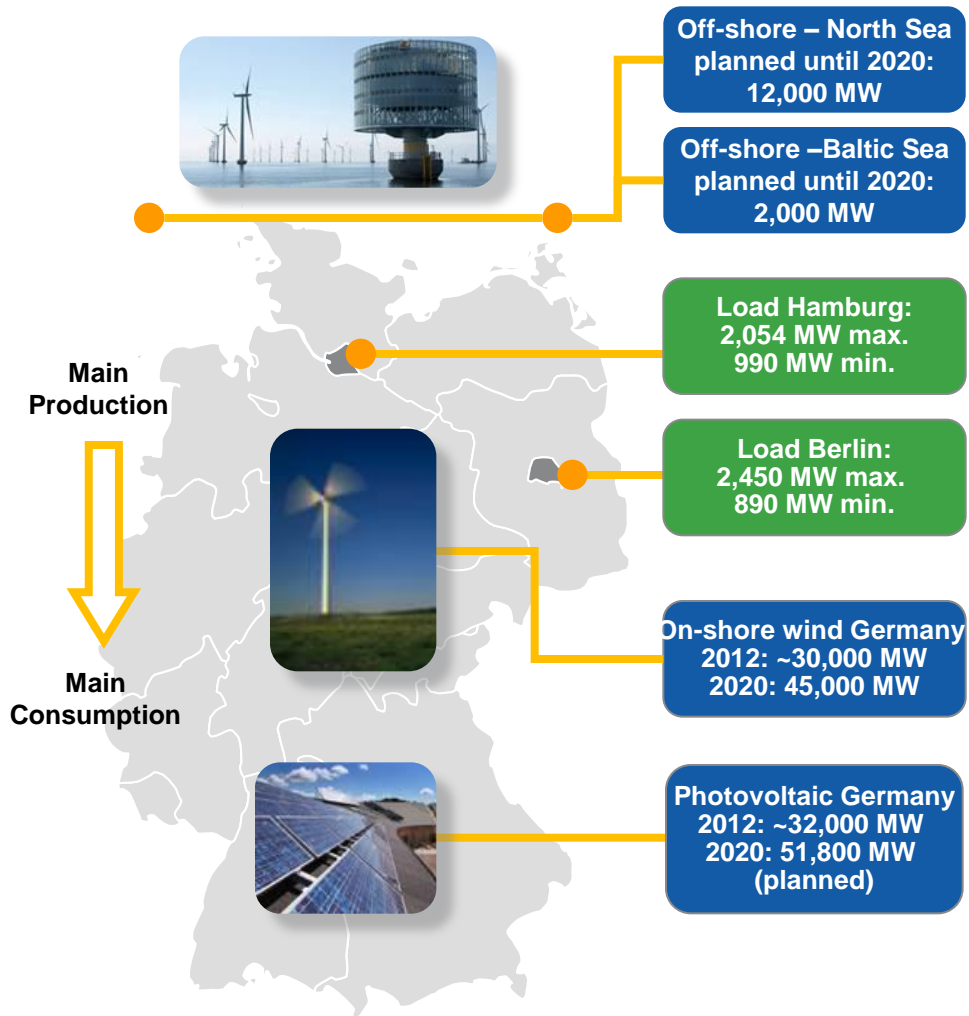 Off-shore – North Sea
planned until 2020:
12,000 MW
Off-shore –Baltic Sea
planned until 2020:
2,000 MW
Load Hamburg:
2,054 MW max.
990 MW min.
Main
Production
Load Berlin:
2,450 MW max.
890 MW min.
On-shore wind Germany
2012: ~30,000 MW
2020: 45,000 MW
Main
Consumption
Photovoltaic Germany
2012: ~32,000 MW
2020: 51,800 MW
(planned)